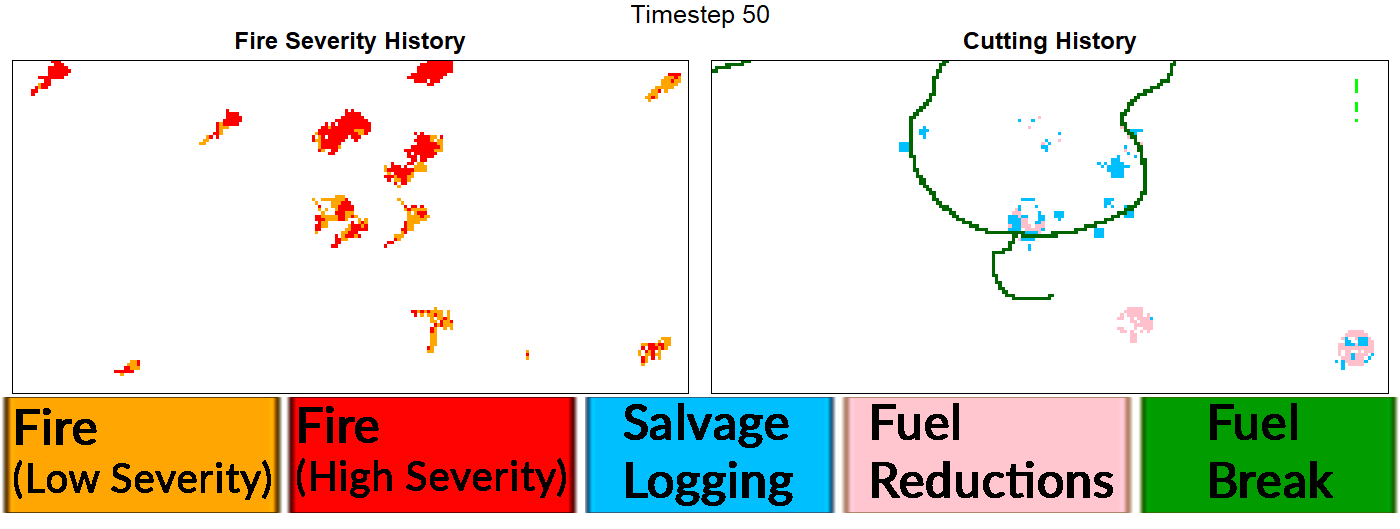 Timestep 50
Fire Severity History
Cutting History
Fire
(Low Severity)
Fire
(High Severity)
Salvage
Logging
Fuel
Reductions
Fuel
Break